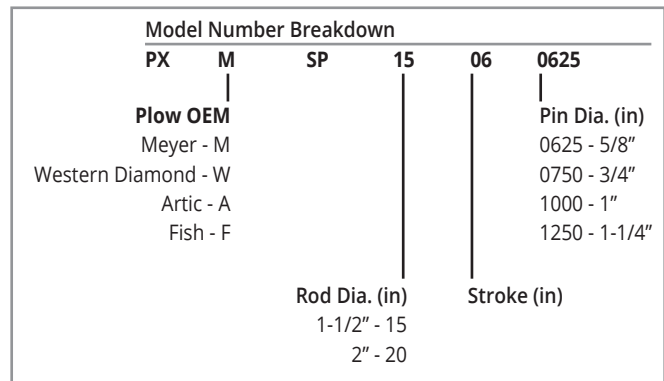 Model Number Breakdown
PX M SP 15 06 0625
Plow OEM
Meyer - M
Western Diamond - W
Artic - A
Fish - F
Pin Dia. (in)
0625 - 5/8”
0750 - 3/4”
1000 - 1”
1250 - 1-1/4”
Rod Dia. (in)
1-1/2” - 15
2” - 20
Stroke (in)